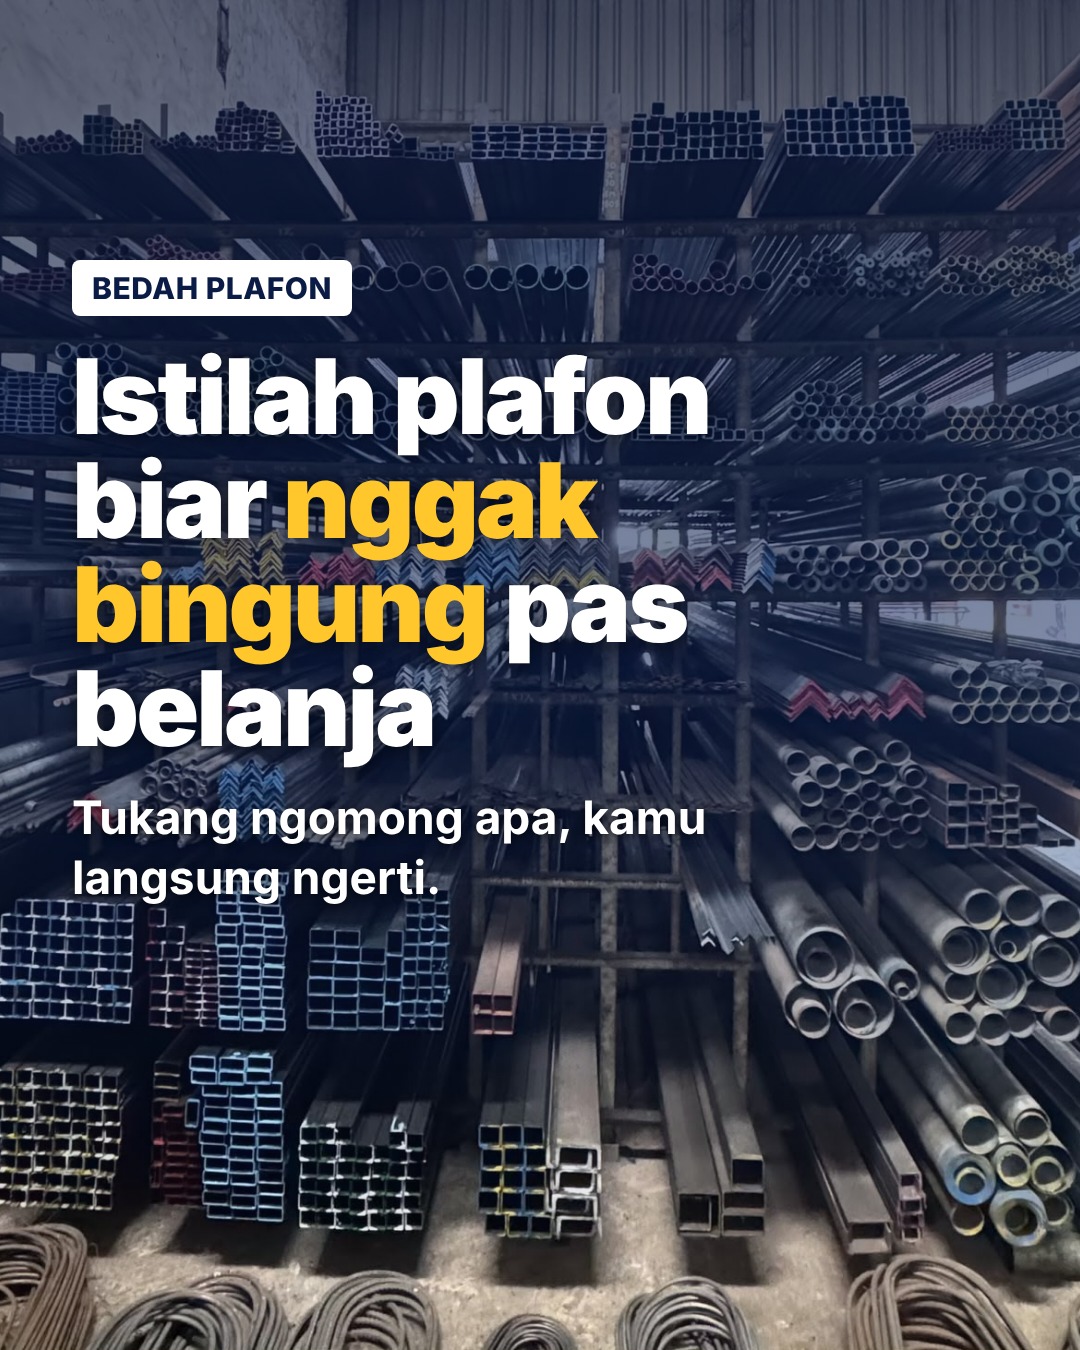 BEDAH PLAFON
Istilah plafon
biar nggak
bingung pas
belanja
Tukang ngomong apa, kamu
langsung ngerti.